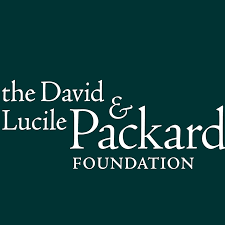 the David &
Lucile Packard
FOUNDATION